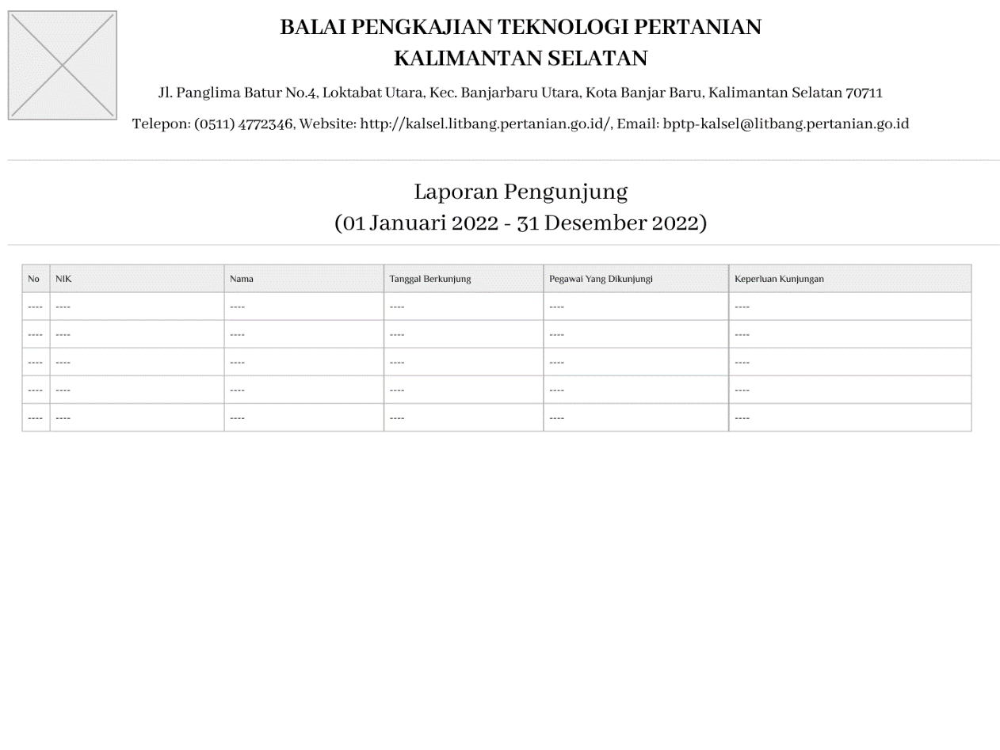 BALAI PENGKAJIAN TEKNOLOGI PERTANIAN
KALIMANTAN SELATAN
Jl. Panglima Batur No.4, Loktabat Utara, Kec. Banjarbaru Utara, Kota Banjar Baru, Kalimantan Selatan 70711
Telepon: (0511) 4772346, Website: http://kalsel.litbang.pertanian.go.id/, Email: bptp-kalsel@litbang.pertanian.go.id
Laporan Pengunjung
(01 Januari 2022 - 31 Desember 2022)
No NIK Nama Tanggal Berkunjung Pegawai Yang Dikunjungi Keperluan Kunjungan
---- ---- ---- ---- ---- ----
---- ---- ---- ---- ---- ----
---- ---- ---- ---- ---- ----
---- ---- ---- ---- ---- ----
---- ---- ---- ---- ---- ----